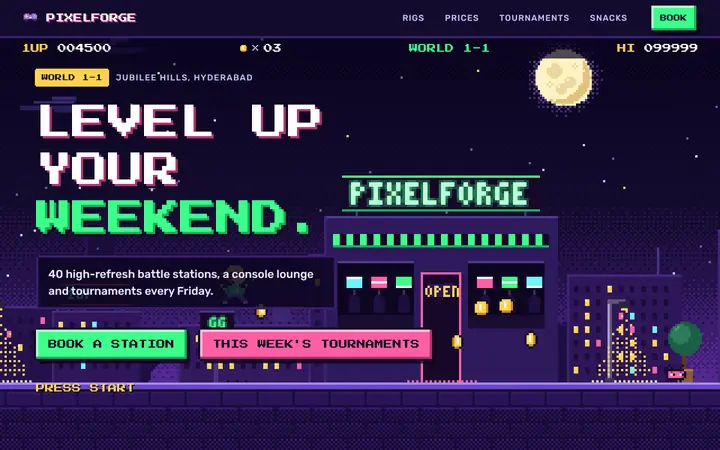 PIXELFORGE
RIGS PRICES TOURNAMENTS SNACKS BOOK
1UP 004500 × 03 WORLD 1-1 HI 099999
WORLD 1-1 JUBILEE HILLS, HYDERABAD
LEVEL UP
YOUR
WEEKEND.
PIXELFORGE
40 high-refresh battle stations, a console lounge
and tournaments every Friday.
OPEN
GG
BOOK A STATION THIS WEEK'S TOURNAMENTS
PRESS START